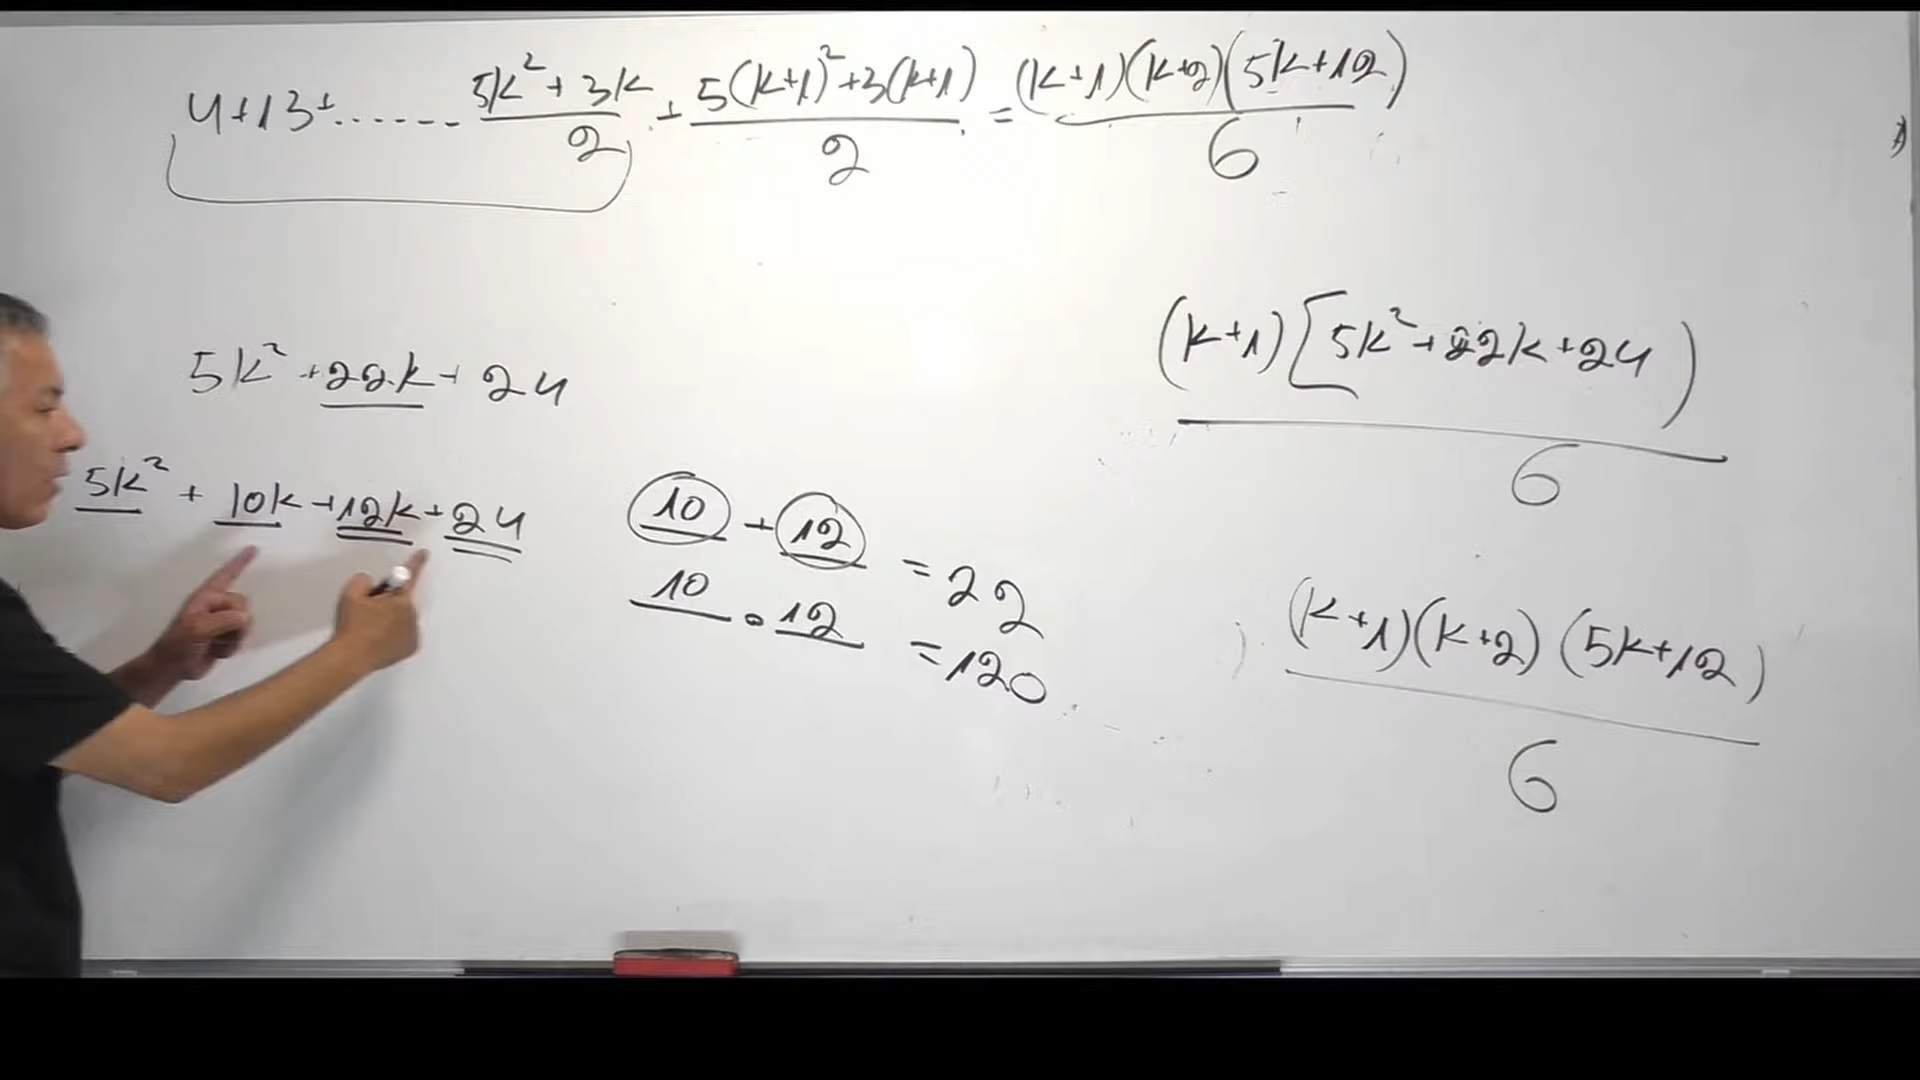 4+13+...... (5k²+3k)/2 + (5(k+1)²+3(k+1))/2 = ((k+1)(k+2)(5k+12))/6
5k²+22k+24
5k²+10k+12k+24
10+12=22
10·12=120
((k+1)[5k²+22k+24))/6
((k+1)(k+2)(5k+12))/6